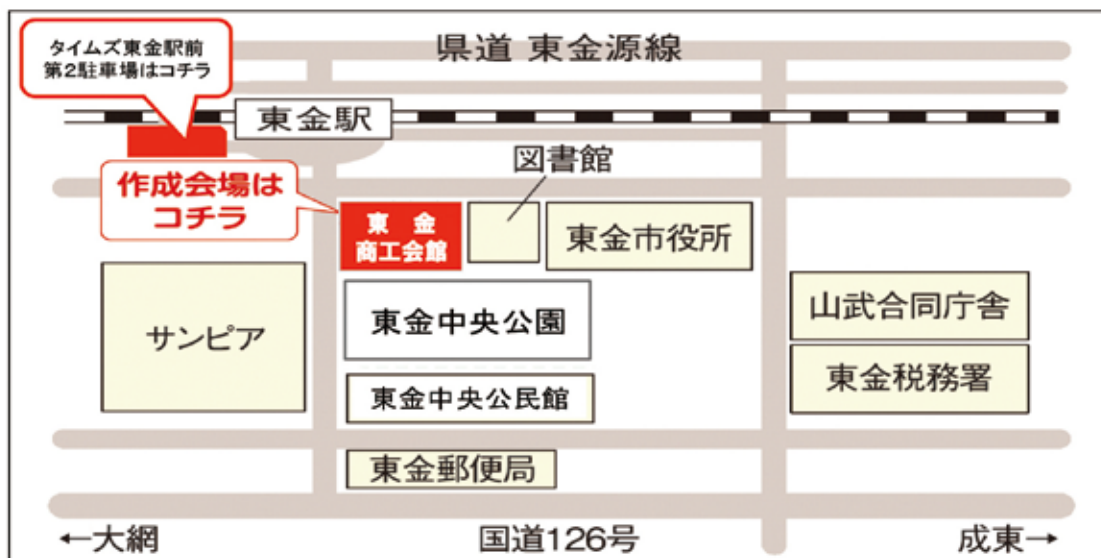 タイムズ東金駅前
第2駐車場はコチラ
県道 東金源線
東金駅
図書館
作成会場は
コチラ
東 金
商工会館
東金市役所
サンピア
東金中央公園
山武合同庁舎
東金税務署
東金中央公民館
東金郵便局
←大網
国道126号
成東→